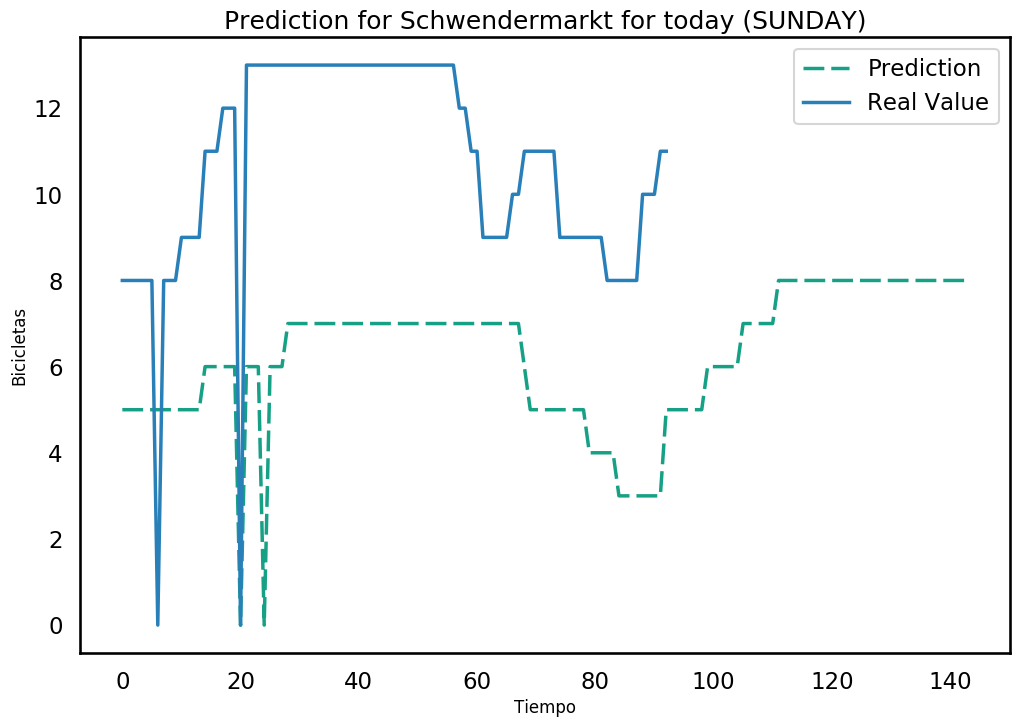 Prediction for Schwendermarkt for today (SUNDAY)
Prediction
Real Value
12
10
8
6
4
2
0
Bicicletas
0 20 40 60 80 100 120 140
Tiempo